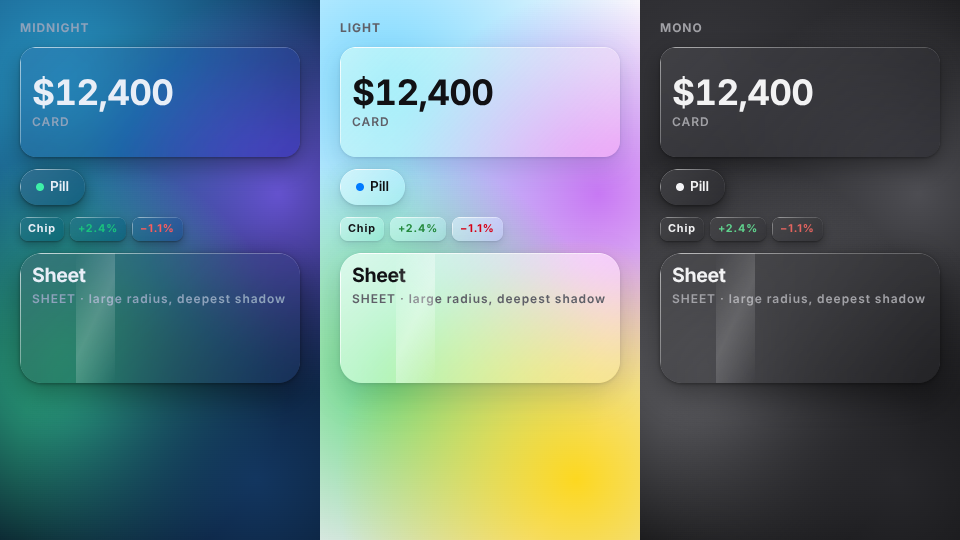 MIDNIGHT
$12,400
CARD
Pill
Chip +2.4% −1.1%
Sheet
SHEET · large radius, deepest shadow
LIGHT
$12,400
CARD
Pill
Chip +2.4% −1.1%
Sheet
SHEET · large radius, deepest shadow
MONO
$12,400
CARD
Pill
Chip +2.4% −1.1%
Sheet
SHEET · large radius, deepest shadow